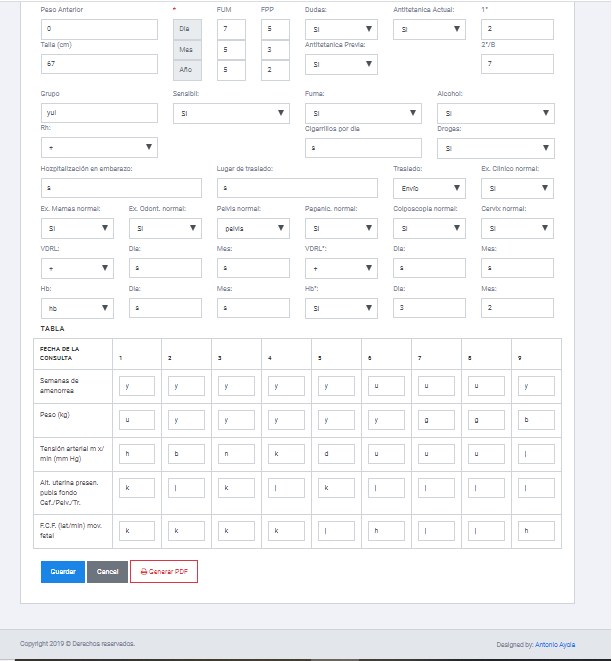 Peso Anterior * FUM FPP Dudas: Antitetanica Actual: 1°
0 Dia 7 5 SI SI 2
Talla (cm) Mes 5 3 Antitetanica Previa: 2°/B
67 Año 5 2 SI 7
Grupo Sensibil: Fuma: Alcohol:
yui SI SI SI
Rh: Cigarrillos por dia Drogas:
+ s SI
Hozpitalización en embarazo: Lugar de traslado: Traslado: Ex. Clinico normal:
s s Envío SI
Ex. Mamas normal: Ex. Odont. normal: Pelvis normal: Papanic. normal: Colposcopia normal: Cervix normal:
SI SI pelvis SI SI SI
VDRL: Dia: Mes: VDRL*: Dia: Mes:
+ s s + s s
Hb: Dia: Mes: Hb*: Dia: Mes:
hb s s SI 3 2
TABLA
FECHA DE LA
CONSULTA 1 2 3 4 5 6 7 8 9
Semanas de
amenorrea y y y y y u u u y
Peso (kg) u y y y y y g g b
Tensión arterial m x/
min (mm Hg) h b n k d u u u j
Alt. uterina presen.
pubis fondo
Cef./Pelv./Tr. k j k j k j j j j
F.C.F. (lat/min) mov.
fetal k k k k j h j j h
Guardar Cancel Generar PDF
Copyright 2019 © Derechos reservados. Designed by: Antonio Ayola